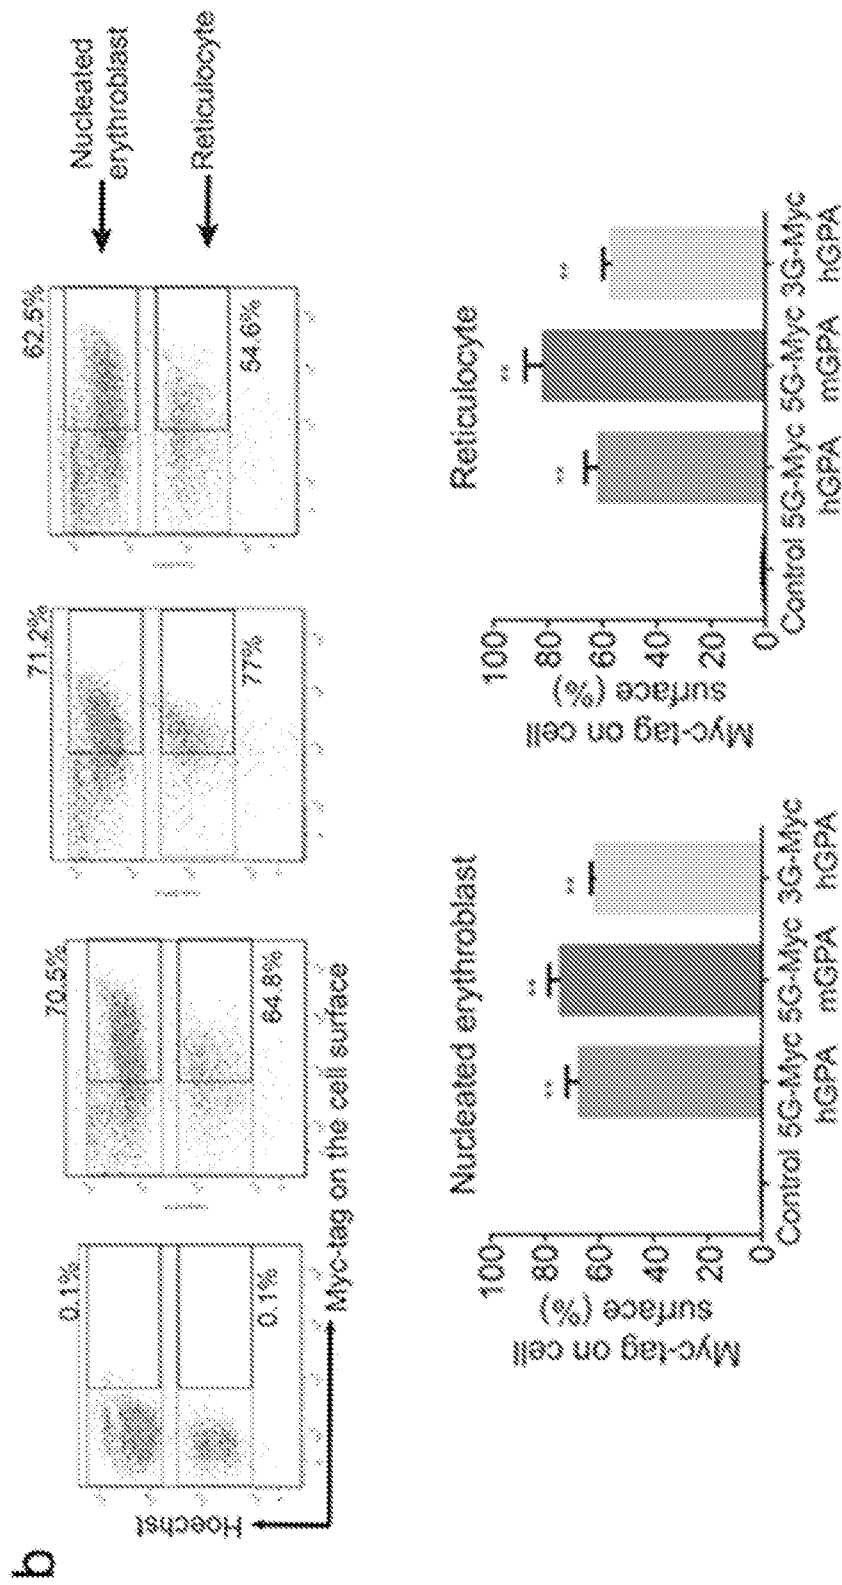 b
0.1%
70.5%
71.2%
62.5%
Nucleated
erythroblast
Hoechst
0.1%
64.8%
77%
54.6%
Reticulocyte
Myc-tag on the cell surface
Nucleated erythroblast
Myc-tag on cell
surface (%)
100
80
60
40
20
0
**
**
**
Control 5G-Myc 5G-Myc 3G-Myc
hGPA mGPA hGPA
Reticulocyte
Myc-tag on cell
surface (%)
100
80
60
40
20
0
**
**
**
Control 5G-Myc 5G-Myc 3G-Myc
hGPA mGPA hGPA